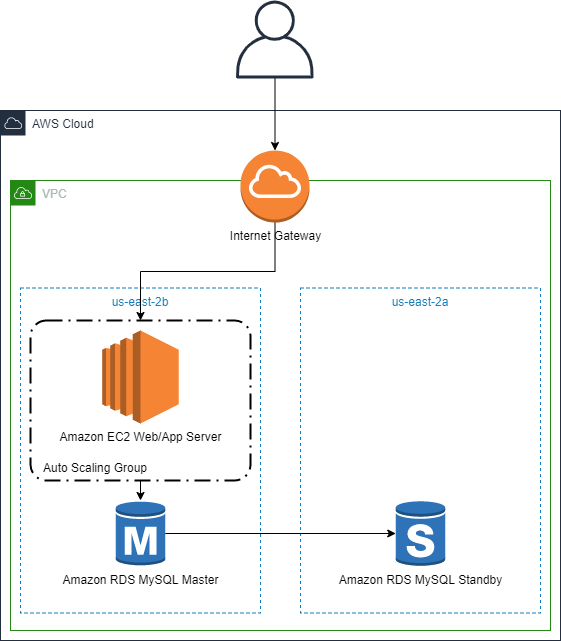 AWS Cloud
VPC
Internet Gateway
us-east-2b
us-east-2a
Amazon EC2 Web/App Server
Auto Scaling Group
M
S
Amazon RDS MySQL Master
Amazon RDS MySQL Standby